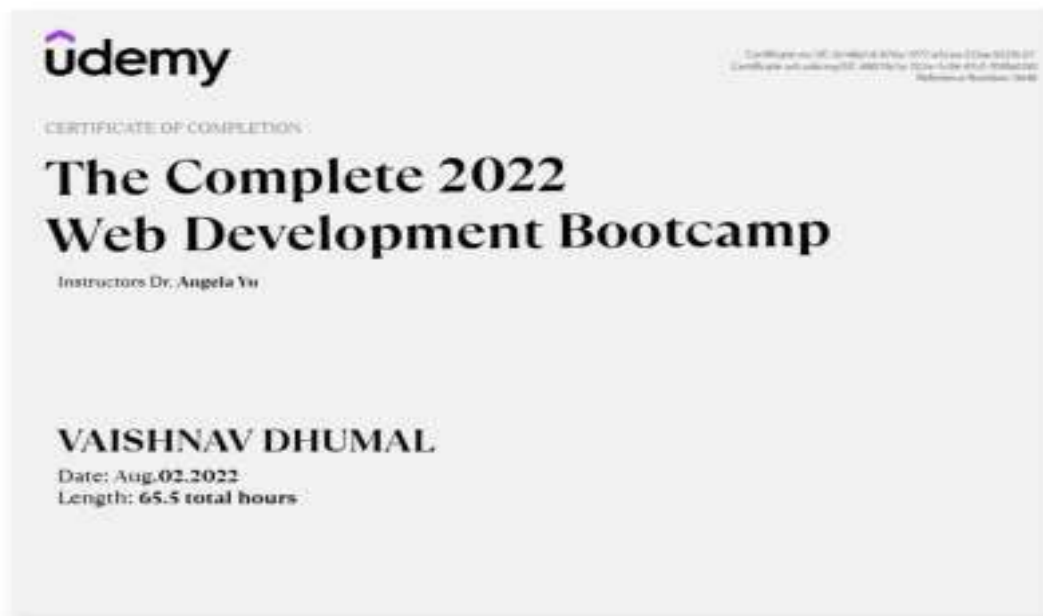 ûdemy
CERTIFICATE OF COMPLETION
The Complete 2022
Web Development Bootcamp
Instructors Dr. Angela Yu
VAISHNAV DHUMAL
Date: Aug.02.2022
Length: 65.5 total hours